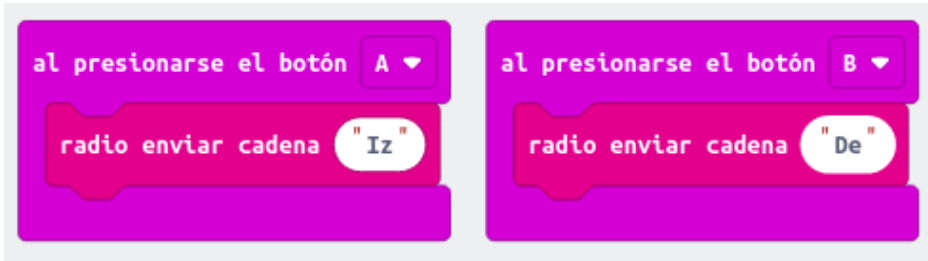 al presionarse el botón A
radio enviar cadena "Iz"
al presionarse el botón B
radio enviar cadena "De"